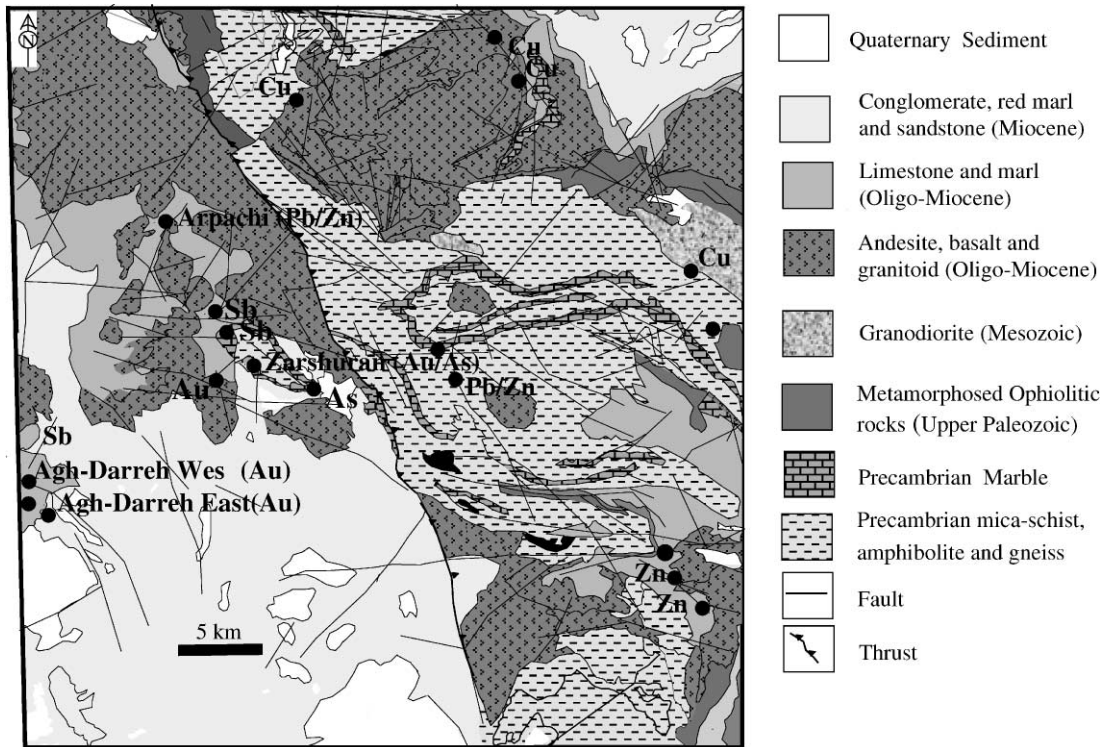 N
Cu
Cu
Cu
Arpachi (Pb/Zn)
Cu
Sb
Sb
Zarshuran (Au/As)
Au
As
Pb/Zn
Sb
Agh-Darreh Wes (Au)
Agh-Darreh East(Au)
Zn
Zn
5 km
Quaternary Sediment
Conglomerate, red marl
and sandstone (Miocene)
Limestone and marl
(Oligo-Miocene)
Andesite, basalt and
granitoid (Oligo-Miocene)
Granodiorite (Mesozoic)
Metamorphosed Ophiolitic
rocks (Upper Paleozoic)
Precambrian Marble
Precambrian mica-schist,
amphibolite and gneiss
Fault
Thrust